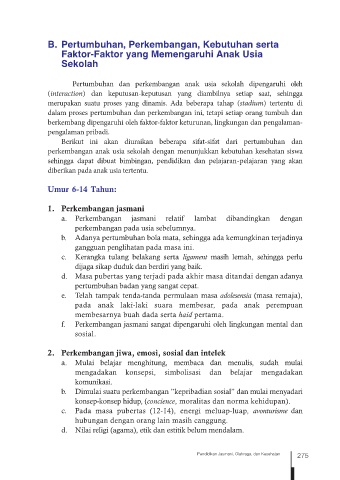 B. Pertumbuhan, Perkembangan, Kebutuhan serta
Faktor-Faktor yang Memengaruhi Anak Usia
Sekolah
Pertumbuhan dan perkembangan anak usia sekolah dipengaruhi oleh
(interaction) dan keputusan-keputusan yang diambilnya setiap saat, sehingga
merupakan suatu proses yang dinamis. Ada beberapa tahap (stadium) tertentu di
dalam proses pertumbuhan dan perkembangan ini, tetapi setiap orang tumbuh dan
berkembang dipengaruhi oleh faktor-faktor keturunan, lingkungan dan pengalaman-
pengalaman pribadi.
Berikut ini akan diuraikan beberapa sifat-sifat dari pertumbuhan dan
perkembangan anak usia sekolah dengan menunjukkan kebutuhan kesehatan siswa
sehingga dapat dibuat bimbingan, pendidikan dan pelajaran-pelajaran yang akan
diberikan pada anak usia tertentu.
Umur 6-14 Tahun:
1. Perkembangan jasmani
a. Perkembangan jasmani relatif lambat dibandingkan dengan
perkembangan pada usia sebelumnya.
b. Adanya pertumbuhan bola mata, sehingga ada kemungkinan terjadinya
gangguan penglihatan pada masa ini.
c. Kerangka tulang belakang serta ligament masih lemah, sehingga perlu
dijaga sikap duduk dan berdiri yang baik.
d. Masa pubertas yang terjadi pada akhir masa ditandai dengan adanya
pertumbuhan badan yang sangat cepat.
e. Telah tampak tenda-tanda permulaan masa adolesensia (masa remaja),
pada anak laki-laki suara membesar, pada anak perempuan
membesarnya buah dada serta haid pertama.
f. Perkembangan jasmani sangat dipengaruhi oleh lingkungan mental dan
sosial.
2. Perkembangan jiwa, emosi, sosial dan intelek
a. Mulai belajar menghitung, membaca dan menulis, sudah mulai
mengadakan konsepsi, simbolisasi dan belajar mengadakan
komunikasi.
b. Dimulai suatu perkembangan "kepribadian sosial" dan mulai menyadari
konsep-konsep hidup, (concience, moralitas dan norma kehidupan).
c. Pada masa pubertas (12-14), energi meluap-luap, avonturisme dan
hubungan dengan orang lain masih canggung.
d. Nilai religi (agama), etik dan estitik belum mendalam.
Pendidikan Jasmani, Olahraga, dan Kesehatan 275